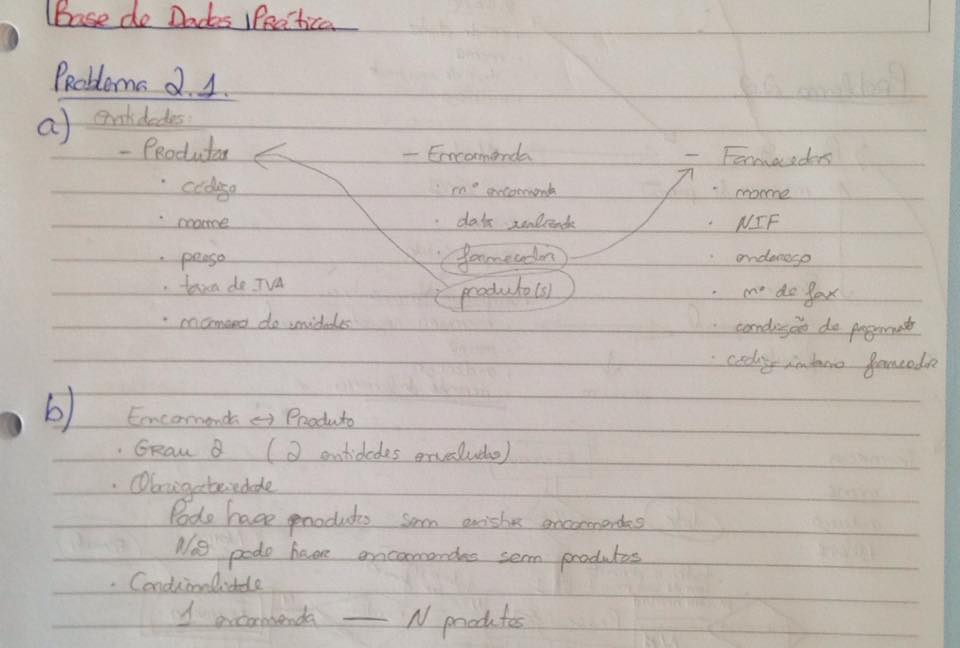 Base de Dados Prática
Problema 2.1.
a) entidades:
- Produtos
· código
· nome
· preço
· taxa de IVA
· número de unidades
- Encomenda
· nº encomenda
· data realizada
· fornecedor
· produto(s)
- Fornecedor
· nome
· NIF
· endereço
· nº de fax
· condição de pagamento
· código interno fornecedor
b) Encomenda ↔ Produto
· Grau 2 (2 entidades envolvidas)
· Obrigatoriedade
Pode haver produtos sem existir encomendas
Não pode haver encomendas sem produtos
· Condicionalidade
1 encomenda — N produtos